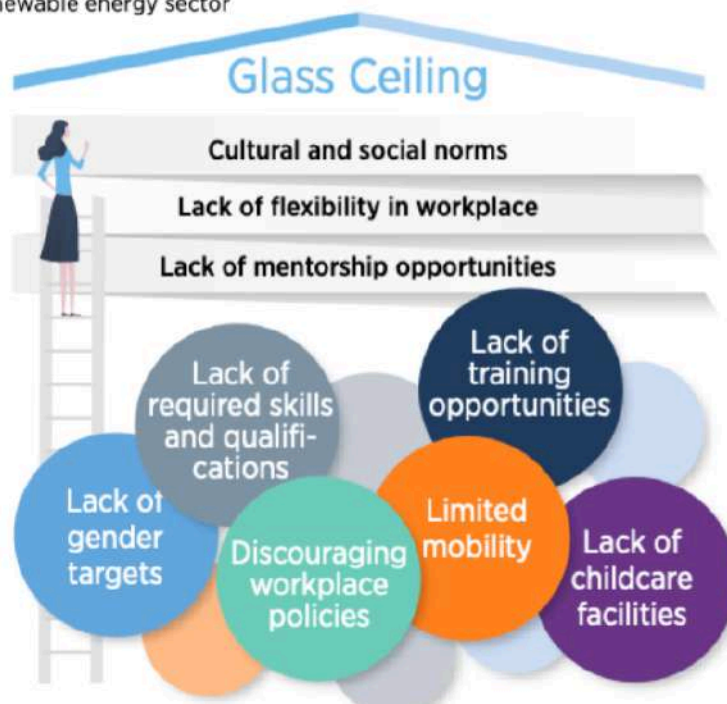 newable energy sector
Glass Ceiling
Cultural and social norms
Lack of flexibility in workplace
Lack of mentorship opportunities
Lack of
training
opportunities
Lack of
required skills
and qualifi-
cations
Lack of
gender
targets
Discouraging
workplace
policies
Limited
mobility
Lack of
childcare
facilities